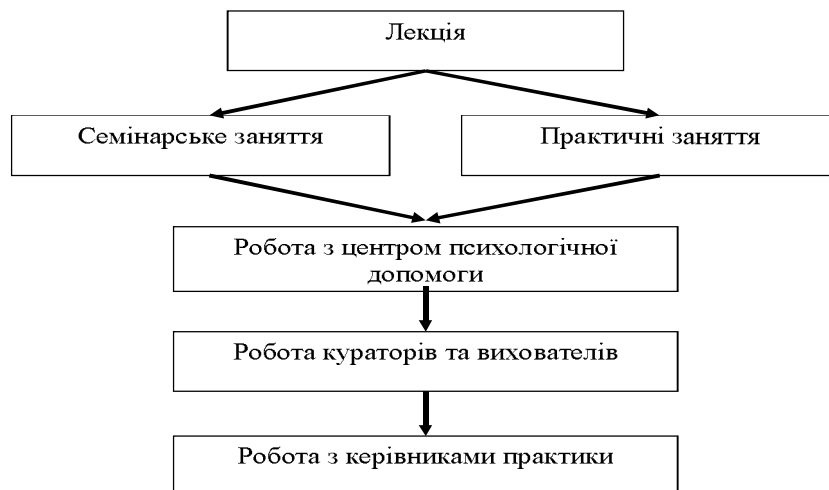 Лекція
Семінарське заняття
Практичні заняття
Робота з центром психологічної
допомоги
Робота кураторів та вихователів
Робота з керівниками практики